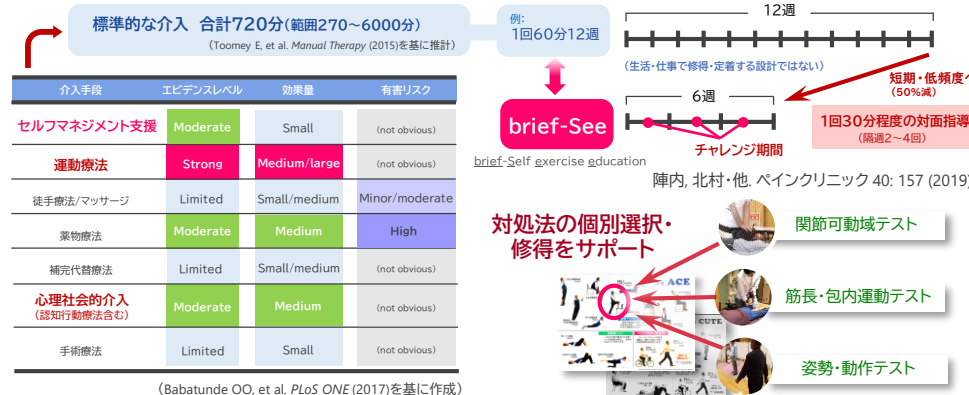 標準的な介入 合計720分(範囲270～6000分)
(Toomey E, et al. Manual Therapy (2015)を基に推計)
例:
1回60分12週
12週
(生活・仕事で修得・定着する設計ではない)
短期・低頻度へ
(50%減)
6週
チャレンジ期間
1回30分程度の対面指導
(隔週2～4回)
brief-See
brief-Self exercise education
陣内, 北村・他. ペインクリニック 40: 157 (2019)
介入手段 エビデンスレベル 効果量 有害リスク
セルフマネジメント支援 Moderate Small (not obvious)
運動療法 Strong Medium/large (not obvious)
徒手療法/マッサージ Limited Small/medium Minor/moderate
薬物療法 Moderate Medium High
補完代替療法 Limited Small/medium (not obvious)
心理社会的介入 Moderate Medium (not obvious)
(認知行動療法含む)
手術療法 Limited Small (not obvious)
(Babatunde OO, et al. PLoS ONE (2017)を基に作成)
対処法の個別選択・
修得をサポート
ACE
CUTE
関節可動域テスト
筋長・包内運動テスト
姿勢・動作テスト